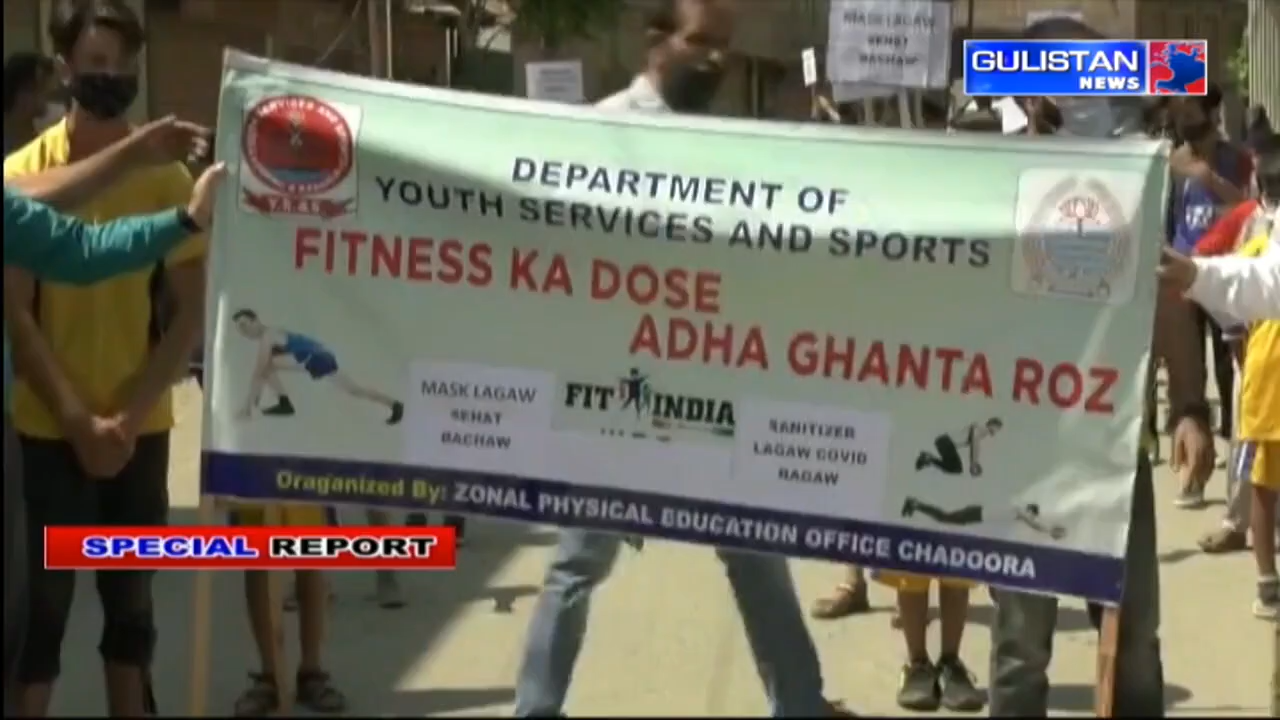 MASK LAGAW
SEHAT
BACHAW
GULISTAN
NEWS
DEPARTMENT OF
YOUTH SERVICES AND SPORTS
FITNESS KA DOSE
ADHA GHANTA ROZ
MASK LAGAW
SEHAT
BACHAW
FIT INDIA
SANITIZER
LAGAW COVID
BAGAW
Oraganized By: ZONAL PHYSICAL EDUCATION OFFICE CHADOORA
SPECIAL REPORT